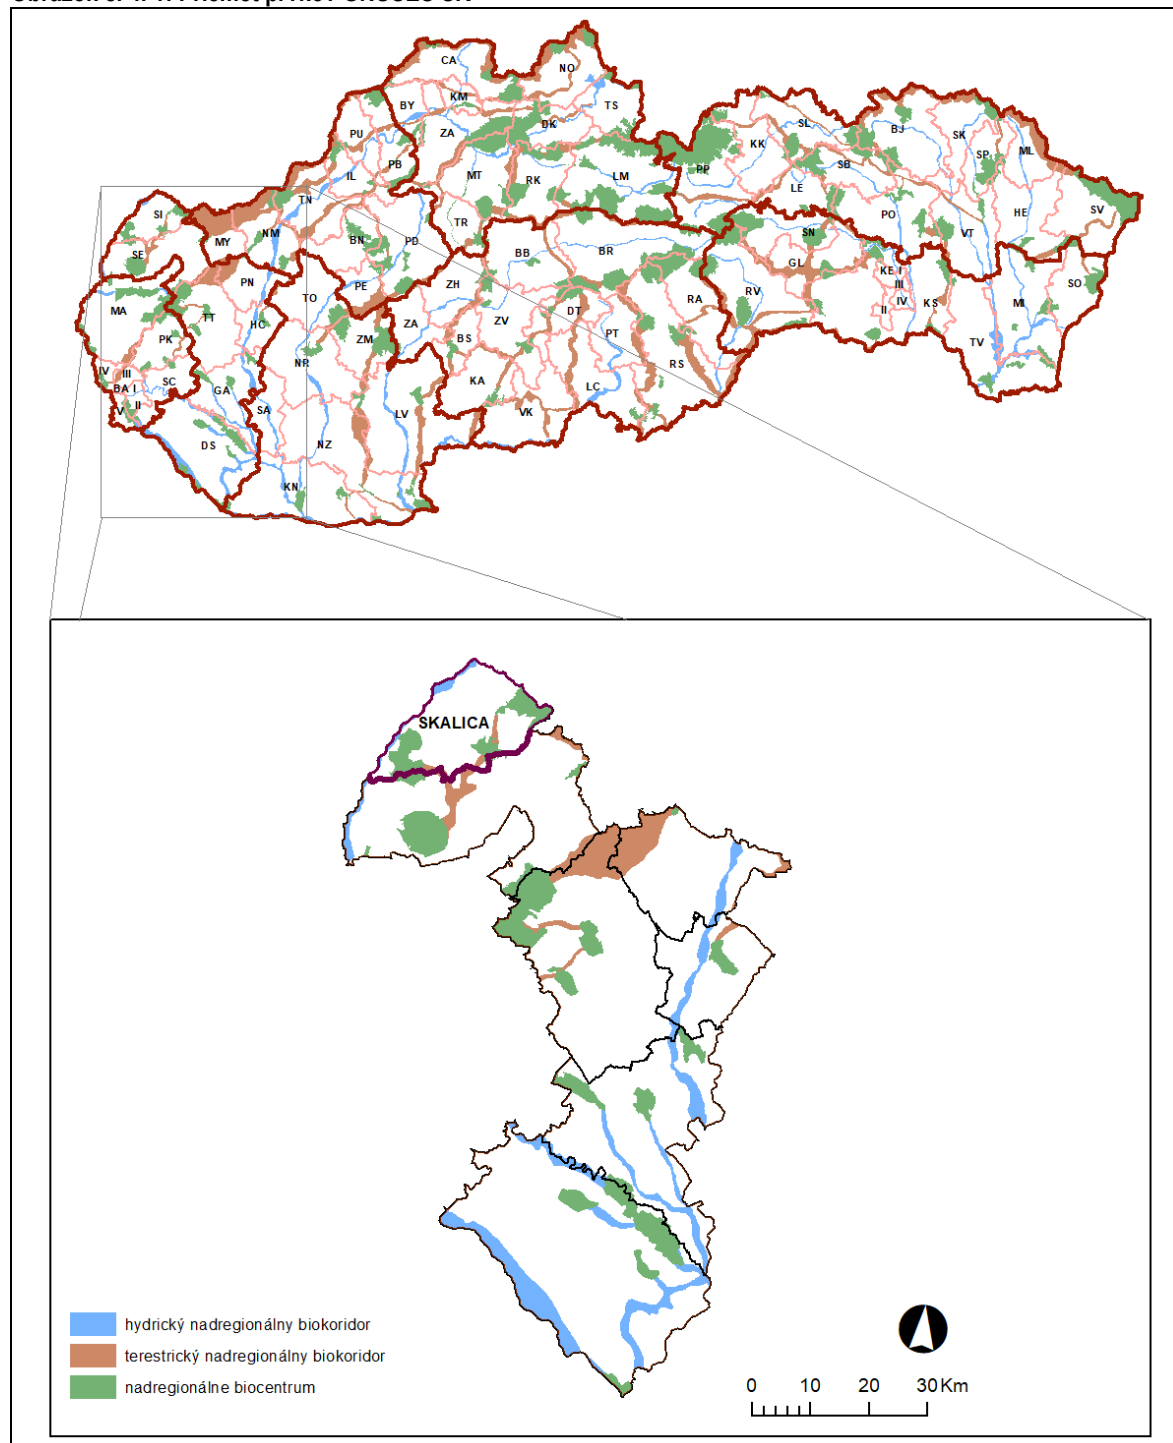 CA
NO
KM
BY
TS
DK
PU
ZA
PB
IL
MT
RK
LM
TN
TR
SI
MY
NM
SE
BN
PD
BB
BR
PN
TO
PE
ZH
MA
TT
HC
ZA
ZV
DT
PT
RA
BS
ZM
PK
NR
RS
IV
III
SC
BA I
II
V
GA
SA
KA
LC
LV
VK
DS
NZ
KN
SL
BJ
SK
KK
SP
ML
PP
SB
LE
PO
HE
SV
VT
SN
GL
RV
KE I
III
IV
II
KS
SO
MI
TV
SKALICA
hydrický nadregionálny biokoridor
terestrický nadregionálny biokoridor
nadregionálne biocentrum
0 10 20 30 Km